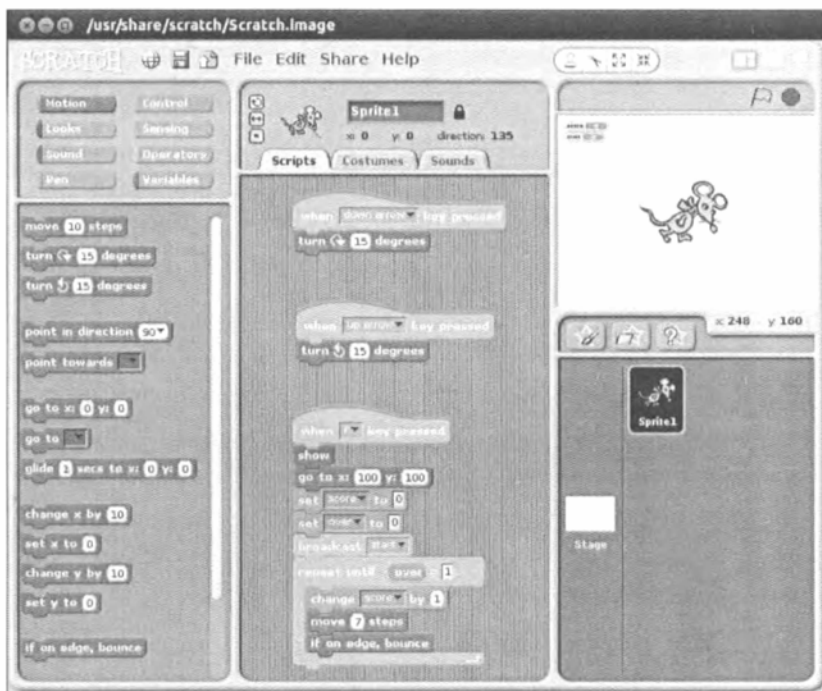 /usr/share/scratch/Scratch.Image
SCRATCH File Edit Share Help
Motion Control
Looks Sensing
Sound Operators
Pen Variables
move 10 steps
turn 15 degrees
turn 15 degrees
point in direction 90
point towards
go to x: 0 y: 0
go to
glide 1 secs to x: 0 y: 0
change x by 10
set x to 0
change y by 10
set y to 0
if on edge, bounce
Sprite1
x: 0 y: 0 direction: 135
Scripts Costumes Sounds
when down arrow key pressed
turn 15 degrees
when up arrow key pressed
turn 15 degrees
when key pressed
show
go to x: 100 y: 100
set score to 0
set over to 0
broadcast start
repeat until over = 1
change score by 1
move 7 steps
if on edge, bounce
x: 248 y: 160
Sprite1
Stage